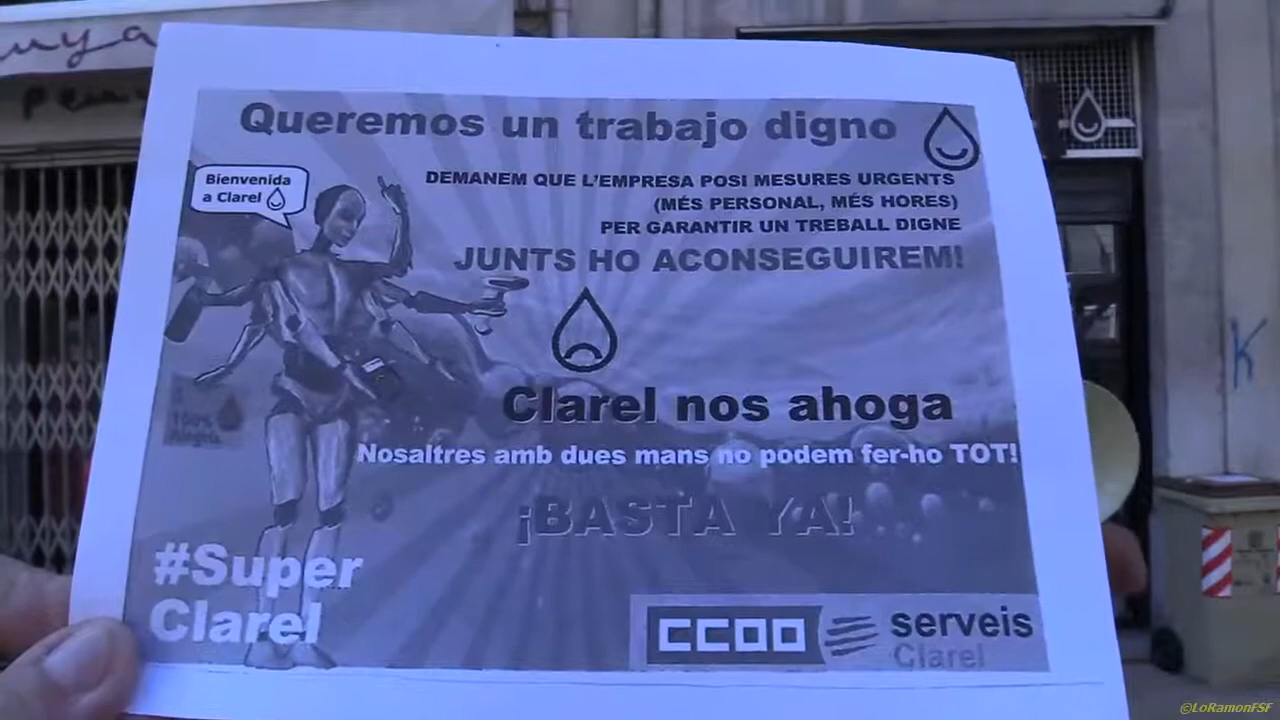 uya
Queremos un trabajo digno
Bienvenida
a Clarel
DEMANEM QUE L'EMPRESA POSI MESURES URGENTS
(MÉS PERSONAL, MÉS HORES)
PER GARANTIR UN TREBALL DIGNE
JUNTS HO ACONSEGUIREM!
Clarel nos ahoga
Nosaltres amb dues mans no podem fer-ho TOT!
¡BASTA YA!
#Super
Clarel
CCOO serveis
Clarel
K
©LoRamonFSF